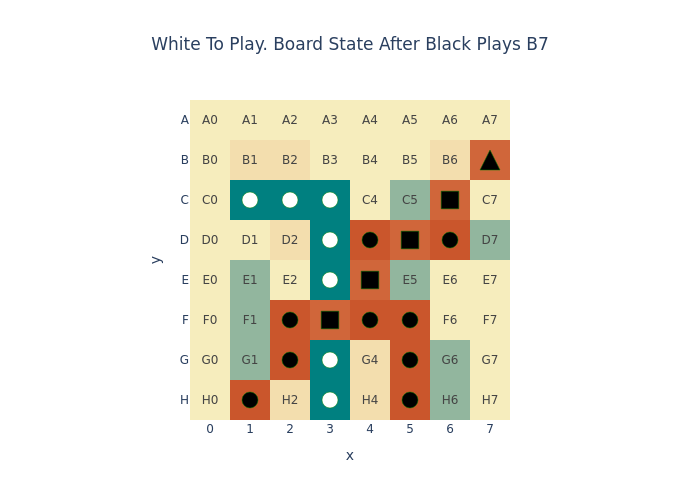 White To Play. Board State After Black Plays B7
A A0 A1 A2 A3 A4 A5 A6 A7
B B0 B1 B2 B3 B4 B5 B6
C C0 C4 C5 C7
D D0 D1 D2 D7
y
E E0 E1 E2 E5 E6 E7
F F0 F1 F6 F7
G G0 G1 G4 G6 G7
H H0 H2 H4 H6 H7
0 1 2 3 4 5 6 7
x